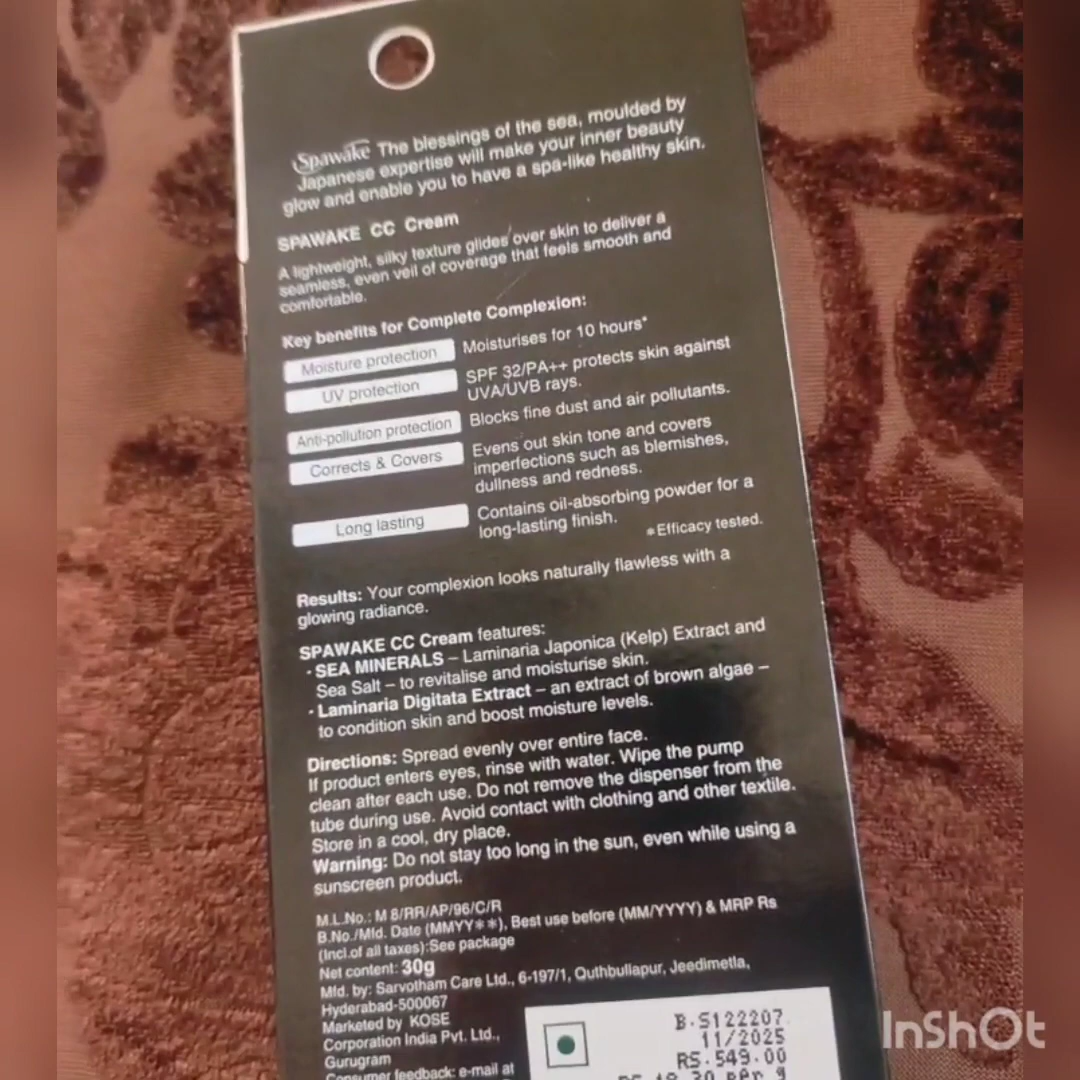 Spawake The blessings of the sea, moulded by
Japanese expertise will make your inner beauty
glow and enable you to have a spa-like healthy skin.
SPAWAKE CC Cream
A lightweight, silky texture glides over skin to deliver a
seamless, even veil of coverage that feels smooth and
comfortable.
Key benefits for Complete Complexion:
Moisture protection Moisturises for 10 hours*
UV protection SPF 32/PA++ protects skin against
UVA/UVB rays.
Anti-pollution protection Blocks fine dust and air pollutants.
Corrects & Covers Evens out skin tone and covers
imperfections such as blemishes,
dullness and redness.
Long lasting Contains oil-absorbing powder for a
long-lasting finish.
*Efficacy tested.
Results: Your complexion looks naturally flawless with a
glowing radiance.
SPAWAKE CC Cream features:
• SEA MINERALS – Laminaria Japonica (Kelp) Extract and
Sea Salt – to revitalise and moisturise skin.
• Laminaria Digitata Extract – an extract of brown algae –
to condition skin and boost moisture levels.
Directions: Spread evenly over entire face.
If product enters eyes, rinse with water. Wipe the pump
clean after each use. Do not remove the dispenser from the
tube during use. Avoid contact with clothing and other textile.
Store in a cool, dry place.
Warning: Do not stay too long in the sun, even while using a
sunscreen product.
M.L.No.: M 8/RR/AP/96/C/R
B.No./Mfd. Date (MMYY**), Best use before (MM/YYYY) & MRP Rs
(Incl.of all taxes):See package
Net content: 30g
Mfd. by: Sarvotham Care Ltd., 6-197/1, Quthbullapur, Jeedimetla,
Hyderabad-500067
Marketed by KOSE
Corporation India Pvt. Ltd.,
Gurugram
Consumer feedback: e-mail at
B.S122207
11/2025
RS.549.00
InShOt